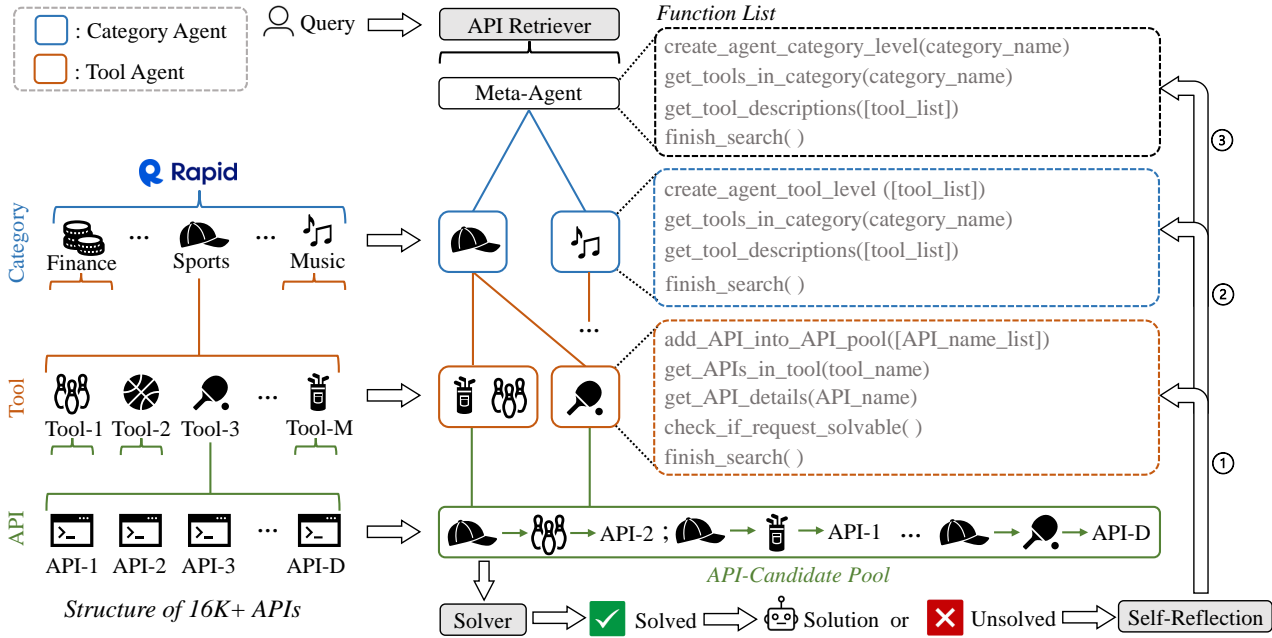 : Category Agent
: Tool Agent
Query
API Retriever
Meta-Agent
Function List
create_agent_category_level(category_name)
get_tools_in_category(category_name)
get_tool_descriptions([tool_list])
finish_search( )
③
Rapid
Category
Finance
...
Sports
...
Music
create_agent_tool_level ([tool_list])
get_tools_in_category(category_name)
get_tool_descriptions([tool_list])
finish_search( )
②
...
Tool
Tool-1
Tool-2
Tool-3
...
Tool-M
add_API_into_API_pool([API_name_list])
get_APIs_in_tool(tool_name)
get_API_details(API_name)
check_if_request_solvable( )
finish_search( )
①
API
API-1
API-2
API-3
...
API-D
API-2 ;
API-1
...
API-D
API-Candidate Pool
Structure of 16K+ APIs
Solver
Solved
Solution or
Unsolved
Self-Reflection